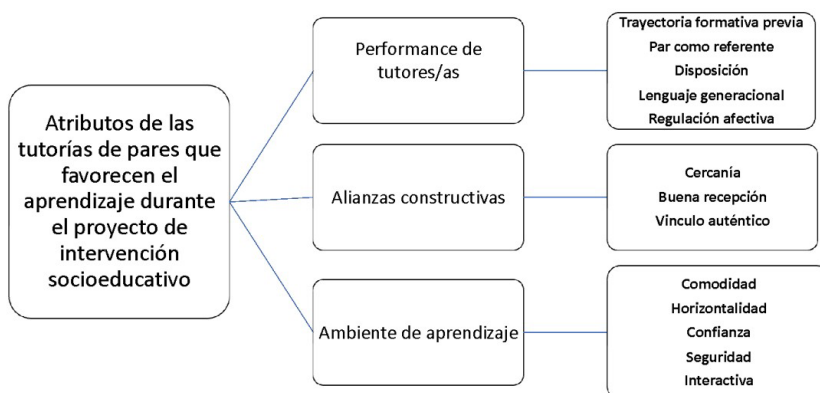 Atributos de las
tutorías de pares que
favorecen el
aprendizaje durante
el proyecto de
intervención
socioeducativo
Performance de
tutores/as
Trayectoria formativa previa
Par como referente
Disposición
Lenguaje generacional
Regulación afectiva
Alianzas constructivas
Cercanía
Buena recepción
Vinculo auténtico
Ambiente de aprendizaje
Comodidad
Horizontalidad
Confianza
Seguridad
Interactiva